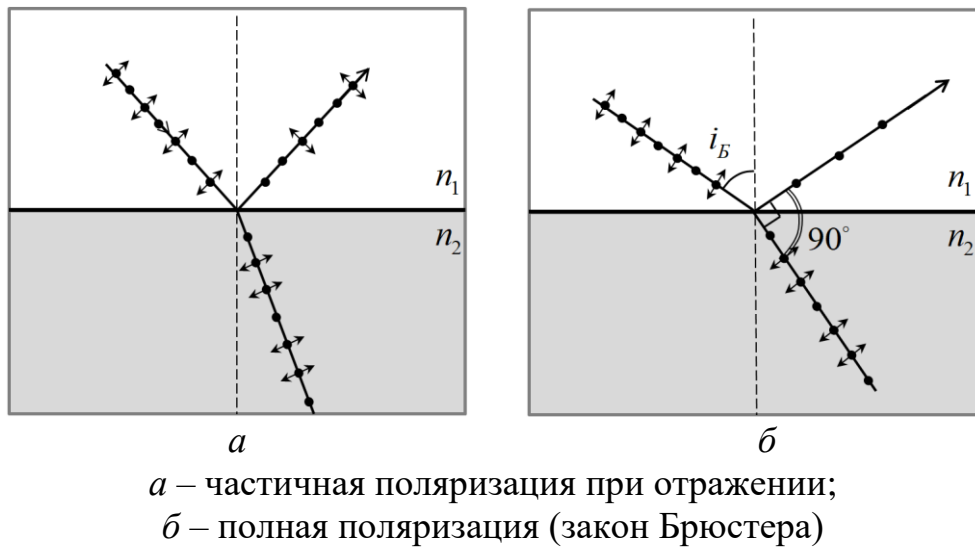 n₁
n₂
а
i_Б
n₁
n₂
90°
б
а – частичная поляризация при отражении;
б – полная поляризация (закон Брюстера)